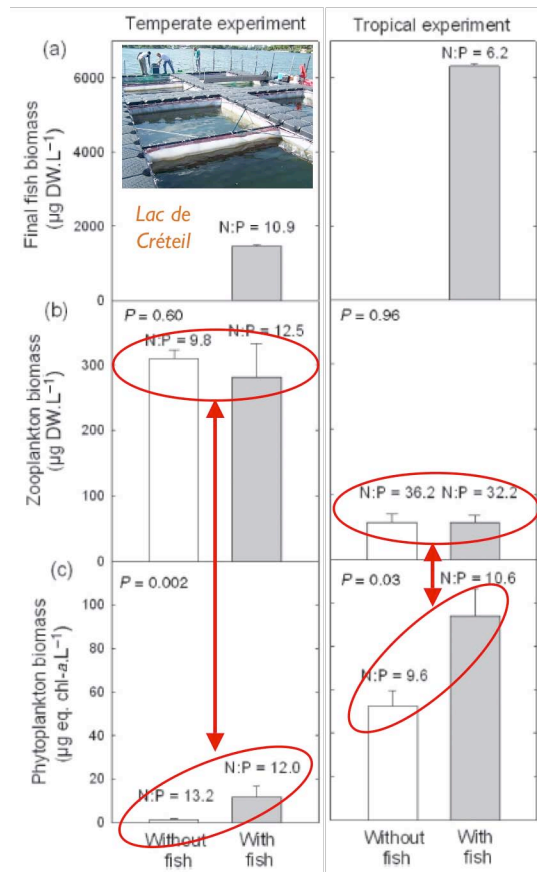 Temperate experiment
Tropical experiment
(a)
Final fish biomass
(µg DW.L⁻¹)
6000
4000
2000
0
Lac de
Créteil
N:P = 10.9
N:P = 6.2
(b)
Zooplankton biomass
(µg DW.L⁻¹)
300
200
100
0
P = 0.60
N:P = 9.8
N:P = 12.5
P = 0.96
N:P = 36.2
N:P = 32.2
(c)
Phytoplankton biomass
(µg eq. chl-a.L⁻¹)
100
80
60
40
20
0
P = 0.002
N:P = 13.2
N:P = 12.0
P = 0.03
N:P = 10.6
N:P = 9.6
Without
fish
With
fish
Without
fish
With
fish